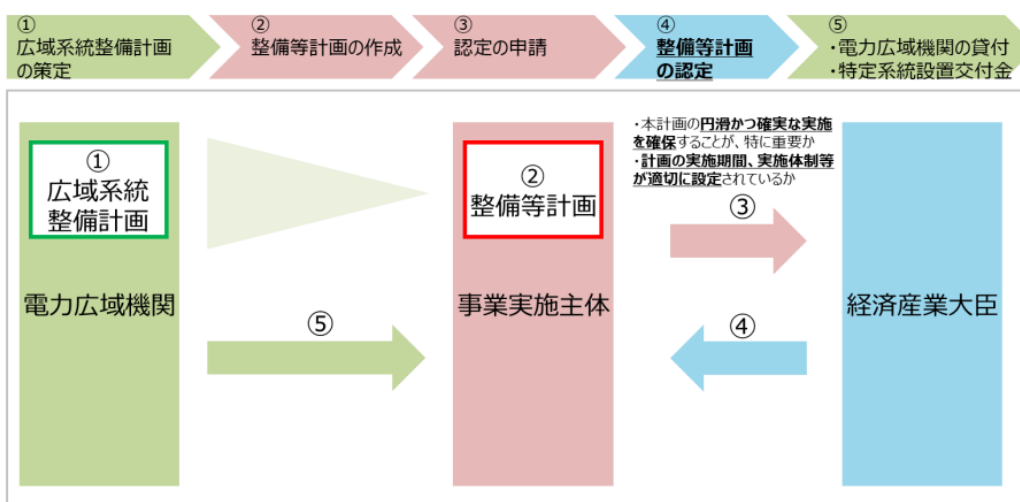 ①
広域系統整備計画
の策定
②
整備等計画の作成
③
認定の申請
④
整備等計画
の認定
⑤
・電力広域機関の貸付
・特定系統設置交付金
①
広域系統
整備計画
電力広域機関
⑤
②
整備等計画
事業実施主体
・本計画の円滑かつ確実な実施
を確保することが、特に重要か
・計画の実施期間、実施体制等
が適切に設定されているか
③
④
経済産業大臣